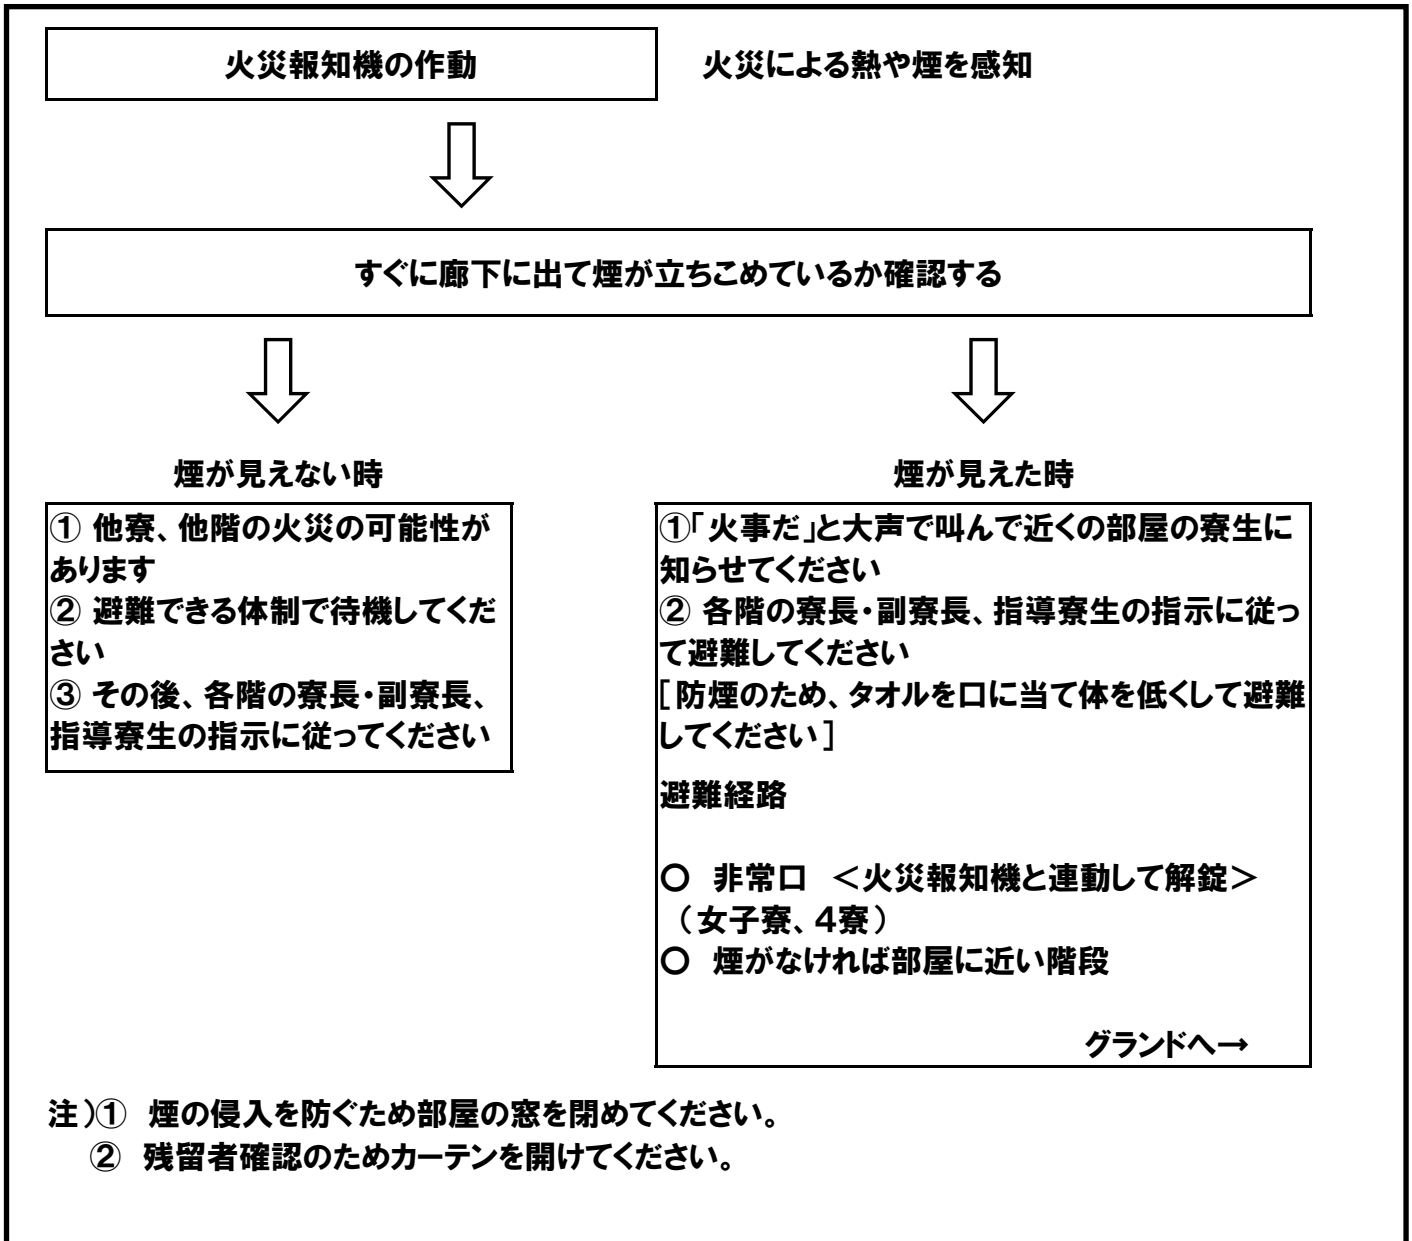 火災報知機の作動
火災による熱や煙を感知
すぐに廊下に出て煙が立ちこめているか確認する
煙が見えない時
① 他寮、他階の火災の可能性が
あります
② 避難できる体制で待機してくだ
さい
③ その後、各階の寮長・副寮長、
指導寮生の指示に従ってください
煙が見えた時
①「火事だ」と大声で叫んで近くの部屋の寮生に
知らせてください
② 各階の寮長・副寮長、指導寮生の指示に従っ
て避難してください
[防煙のため、タオルを口に当て体を低くして避難
してください]
避難経路
○　非常口　＜火災報知機と連動して解錠＞
（女子寮、４寮）
○　煙がなければ部屋に近い階段
グランドへ→
注)①　煙の侵入を防ぐため部屋の窓を閉めてください。
②　残留者確認のためカーテンを開けてください。